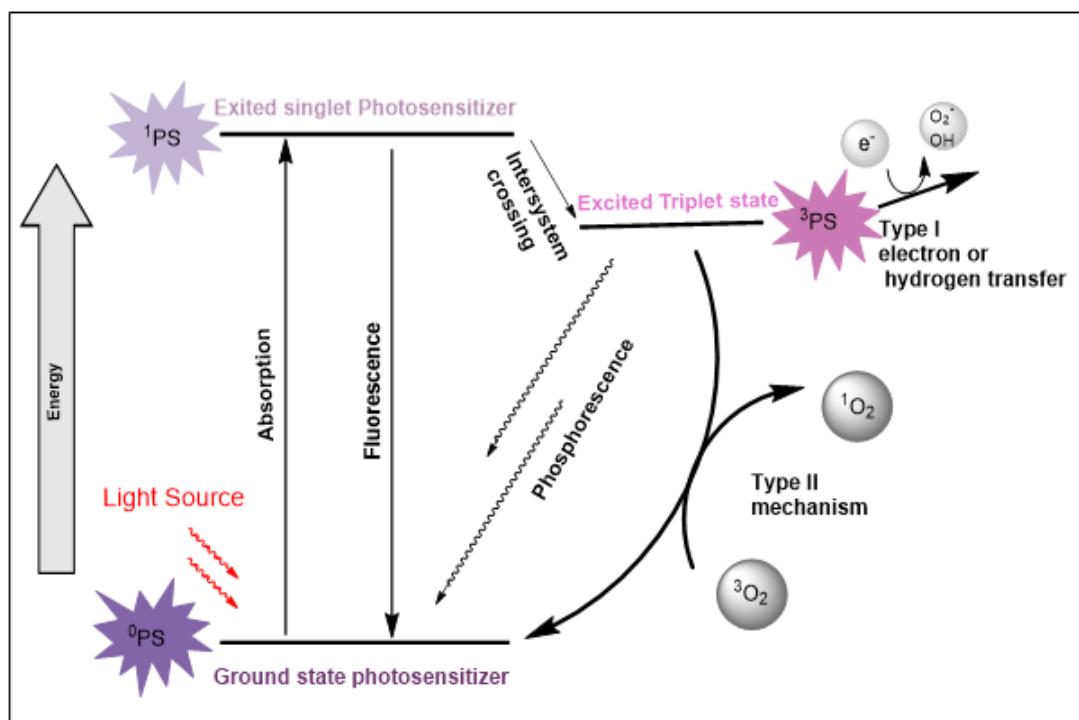 Exited singlet Photosensitizer
¹PS
Intersystem
crossing
Excited Triplet state
³PS
e⁻
O₂⁻
OH
Type I
electron or
hydrogen transfer
Energy
Absorption
Fluorescence
Phosphorescence
¹O₂
Type II
mechanism
³O₂
Light Source
⁰PS
Ground state photosensitizer